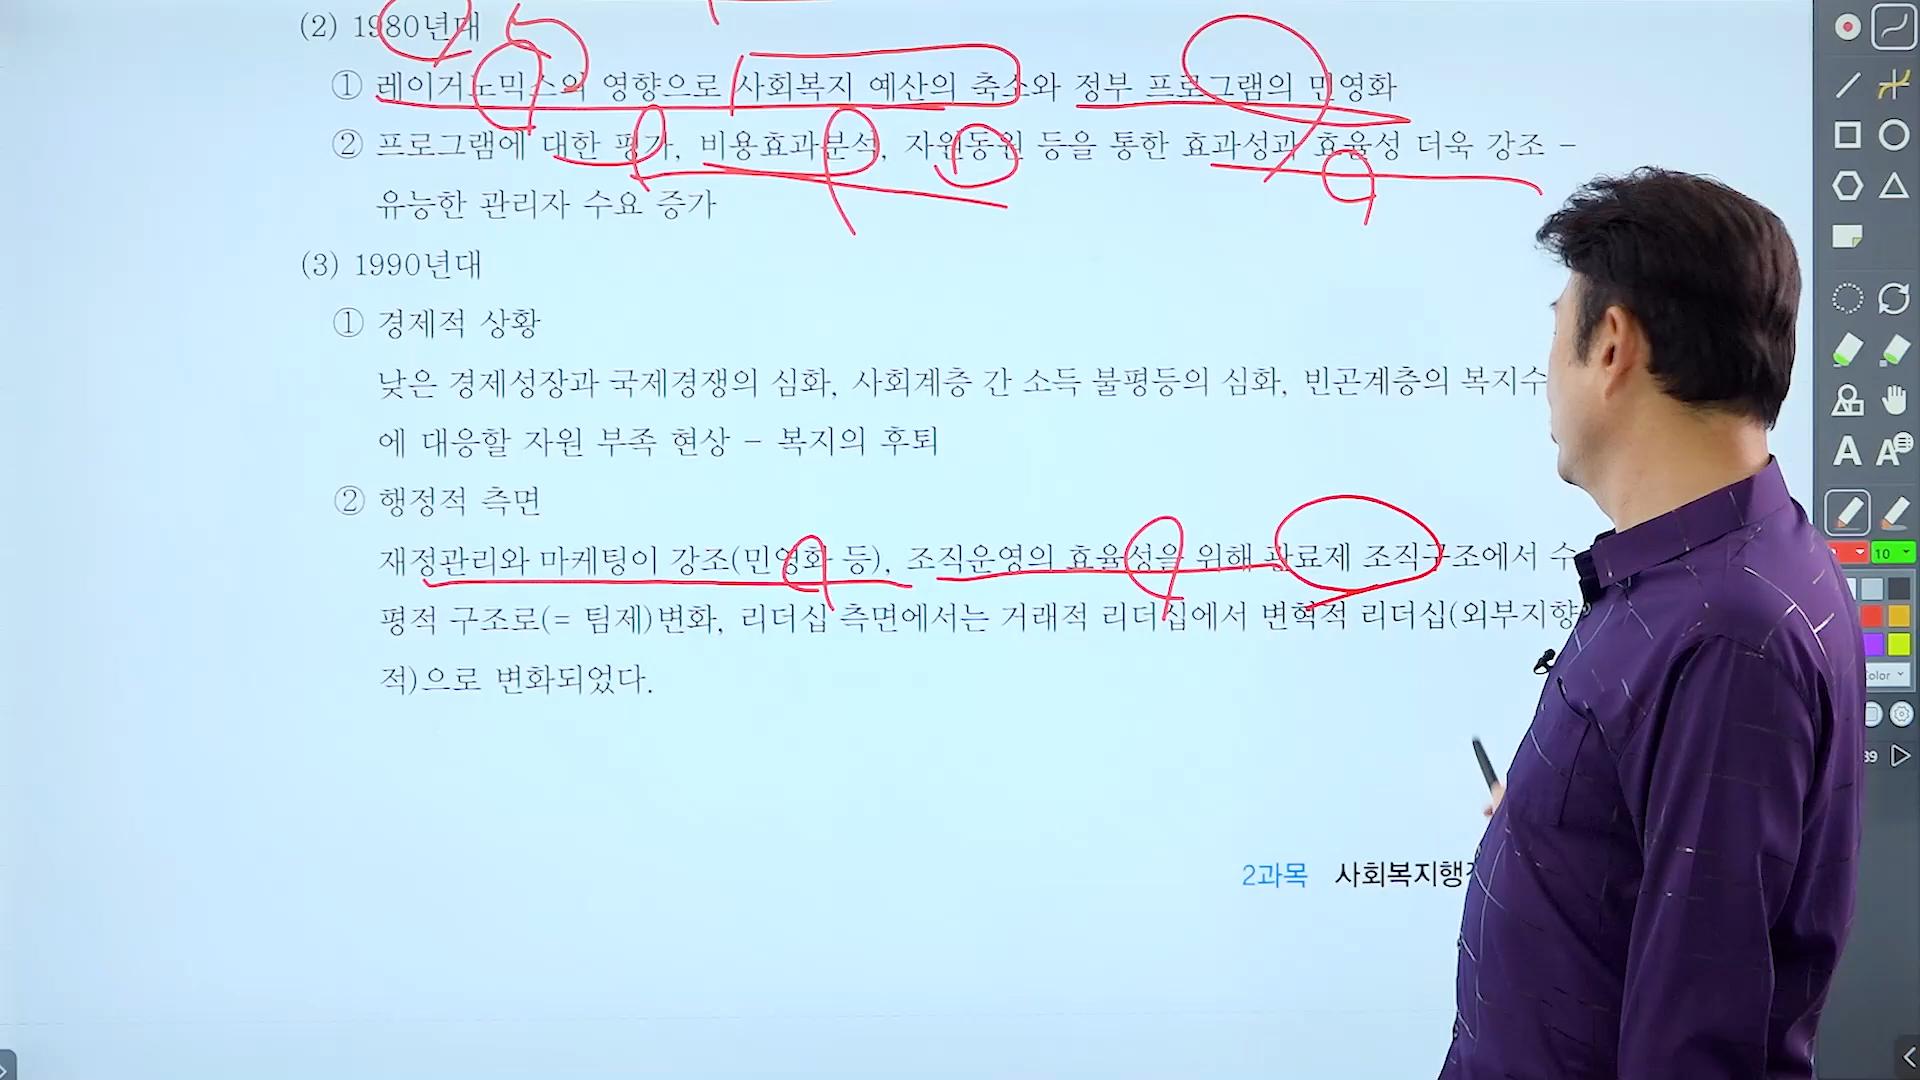 (2) 1980년대
① 레이거노믹스의 영향으로 사회복지 예산의 축소와 정부 프로그램의 민영화
② 프로그램에 대한 평가, 비용효과분석, 자원동원 등을 통한 효과성과 효율성 더욱 강조 -
유능한 관리자 수요 증가
(3) 1990년대
① 경제적 상황
낮은 경제성장과 국제경쟁의 심화, 사회계층 간 소득 불평등의 심화, 빈곤계층의 복지수
에 대응할 자원 부족 현상 - 복지의 후퇴
② 행정적 측면
재정관리와 마케팅이 강조(민영화 등), 조직운영의 효율성을 위해 관료제 조직구조에서 수
평적 구조로(= 팀제)변화, 리더십 측면에서는 거래적 리더십에서 변혁적 리더십(외부지향
적)으로 변화되었다.
2과목 사회복지행
A
A
10
Color
39